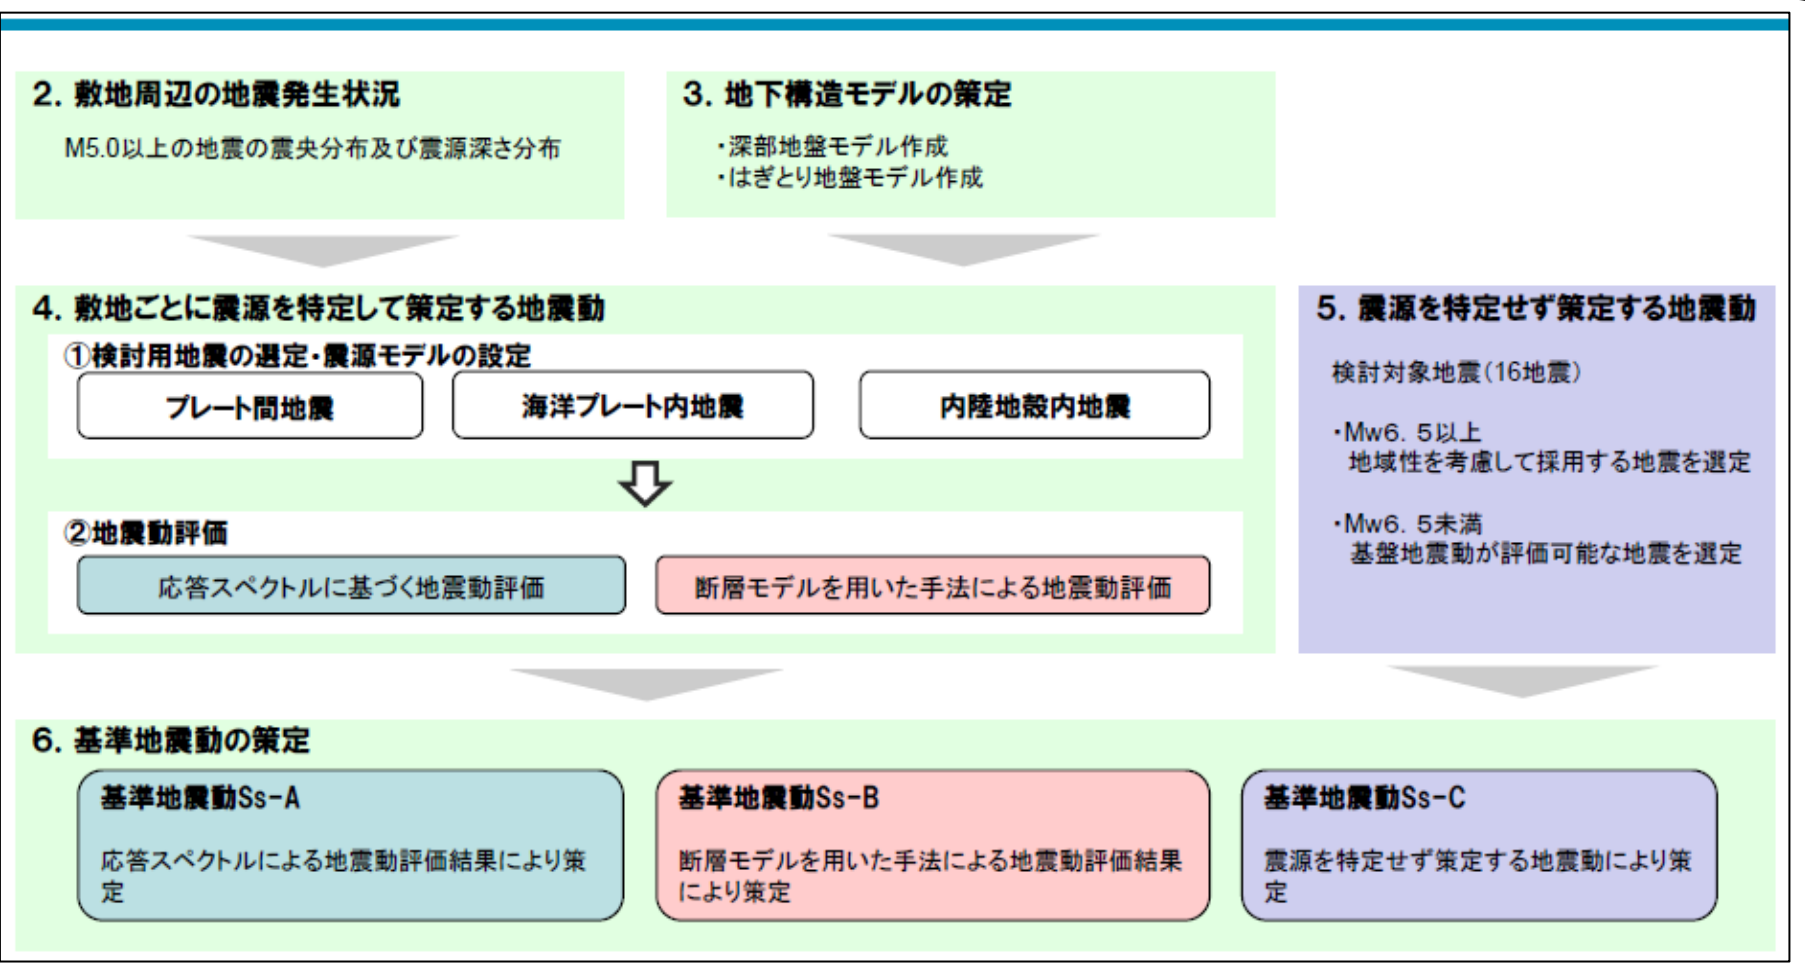 2. 敷地周辺の地震発生状況
M5.0以上の地震の震央分布及び震源深さ分布
3. 地下構造モデルの策定
・深部地盤モデル作成
・はぎとり地盤モデル作成
4. 敷地ごとに震源を特定して策定する地震動
①検討用地震の選定・震源モデルの設定
プレート間地震
海洋プレート内地震
内陸地殻内地震
②地震動評価
応答スペクトルに基づく地震動評価
断層モデルを用いた手法による地震動評価
5. 震源を特定せず策定する地震動
検討対象地震(16地震)
・Mw6. 5以上
地域性を考慮して採用する地震を選定
・Mw6. 5未満
基盤地震動が評価可能な地震を選定
6. 基準地震動の策定
基準地震動Ss-A
応答スペクトルによる地震動評価結果により策
定
基準地震動Ss-B
断層モデルを用いた手法による地震動評価結果
により策定
基準地震動Ss-C
震源を特定せず策定する地震動により策
定